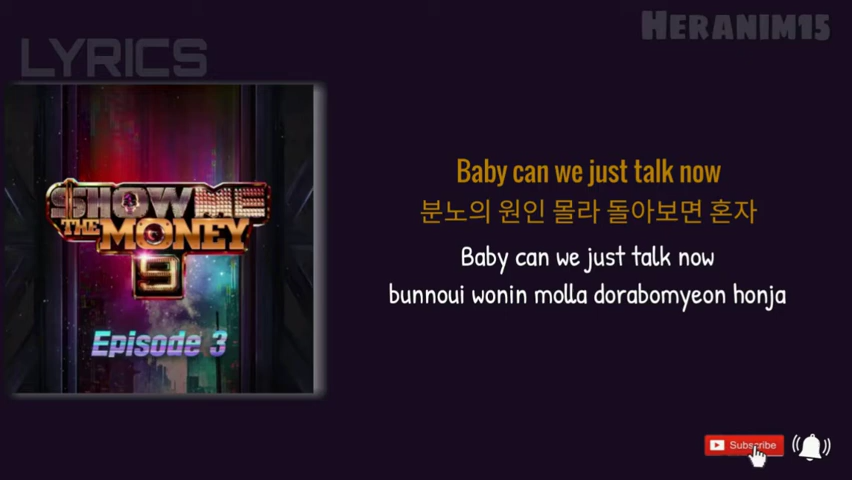 HERANIM15
LYRICS
SHOW ME
THE MONEY
9
Episode 3
Baby can we just talk now
분노의 원인 몰라 돌아보면 혼자
Baby can we just talk now
bunnoui wonin molla dorabomyeon honja
Subscribe